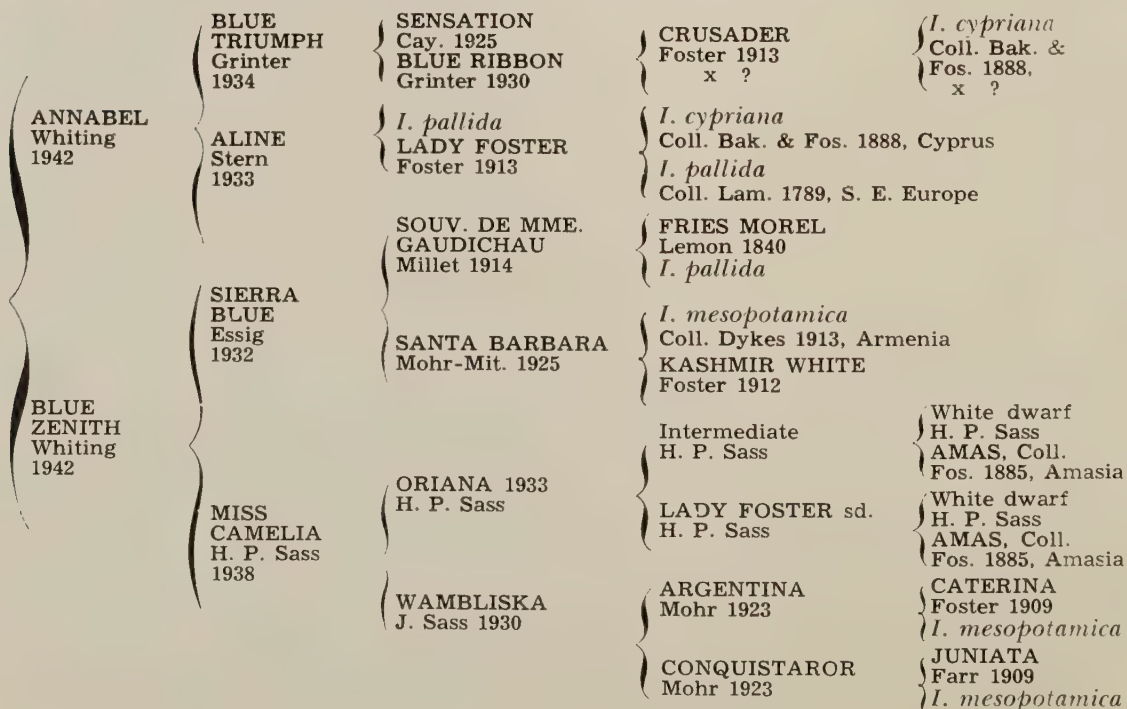 ANNABEL
Whiting
1942
BLUE
ZENITH
Whiting
1942
BLUE
TRIUMPH
Grinter
1934
ALINE
Stern
1933
SIERRA
BLUE
Essig
1932
MISS
CAMELIA
H. P. Sass
1938
SENSATION
Cay. 1925
BLUE RIBBON
Grinter 1930
I. pallida
LADY FOSTER
Foster 1913
SOUV. DE MME.
GAUDICHAU
Millet 1914
SANTA BARBARA
Mohr-Mit. 1925
ORIANA 1933
H. P. Sass
WAMBLISKA
J. Sass 1930
CRUSADER
Foster 1913
x ?
I. cypriana
Coll. Bak. & Fos. 1888, Cyprus
I. pallida
Coll. Lam. 1789, S. E. Europe
FRIES MOREL
Lemon 1840
I. pallida
I. mesopotamica
Coll. Dykes 1913, Armenia
KASHMIR WHITE
Foster 1912
Intermediate
H. P. Sass
LADY FOSTER sd.
H. P. Sass
ARGENTINA
Mohr 1923
CONQUISTAROR
Mohr 1923
I. cypriana
Coll. Bak. &
Fos. 1888,
x ?
White dwarf
H. P. Sass
AMAS, Coll.
Fos. 1885, Amasia
White dwarf
H. P. Sass
AMAS, Coll.
Fos. 1885, Amasia
CATERINA
Foster 1909
I. mesopotamica
JUNIATA
Farr 1909
I. mesopotamica